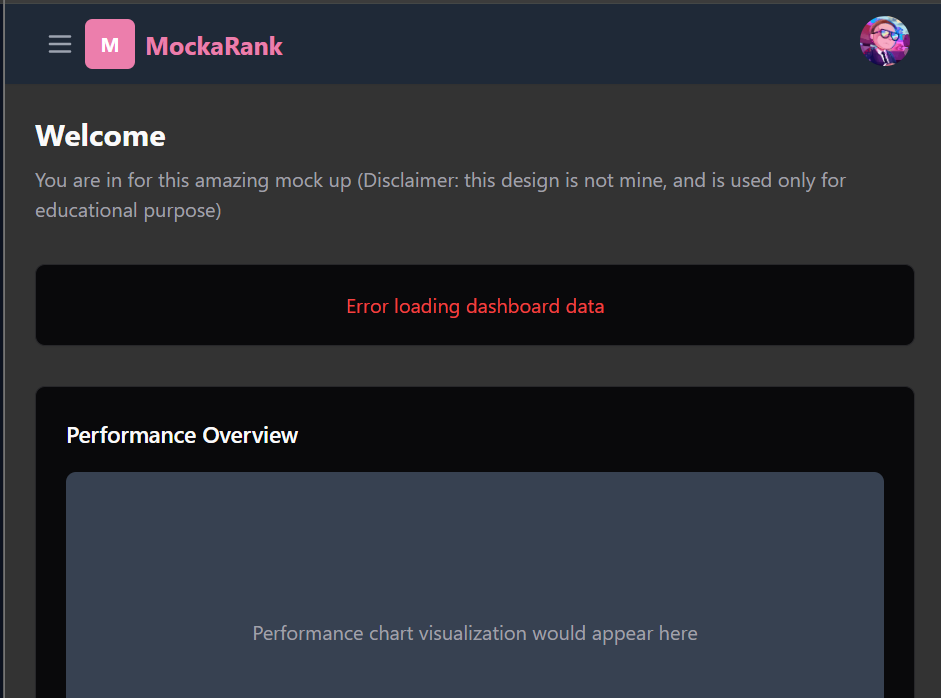 M
MockaRank
Welcome
You are in for this amazing mock up (Disclaimer: this design is not mine, and is used only for
educational purpose)
Error loading dashboard data
Performance Overview
Performance chart visualization would appear here